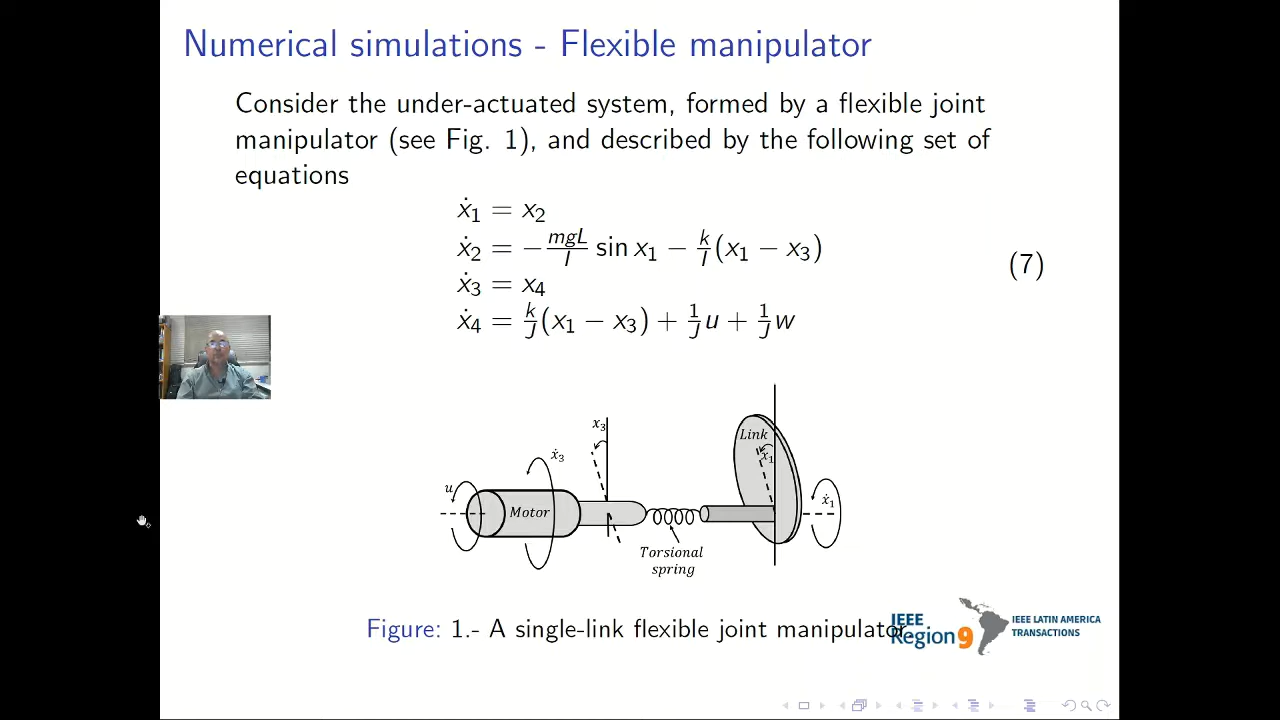 Numerical simulations - Flexible manipulator
Consider the under-actuated system, formed by a flexible joint
manipulator (see Fig. 1), and described by the following set of
equations
ẋ₁ = x₂
ẋ₂ = −mgL/I sin x₁ − k/I(x₁ − x₃)
ẋ₃ = x₄
ẋ₄ = k/J(x₁ − x₃) + 1/J u + 1/J w
(7)
x₃
ẋ₃
u
Motor
Link
x₁
ẋ₁
Torsional
spring
Figure: 1.- A single-link flexible joint manipulator
IEEE
Region 9
IEEE LATIN AMERICA
TRANSACTIONS